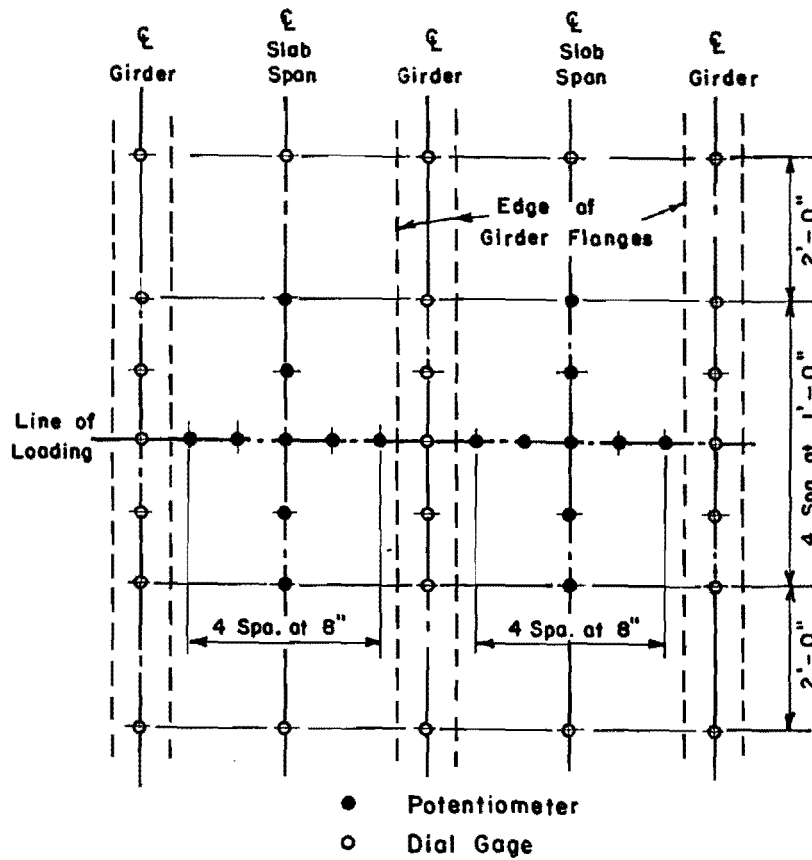 ℄
Girder
℄
Slab
Span
℄
Girder
℄
Slab
Span
℄
Girder
Edge of
Girder Flanges
2'-0"
4 Spa. at 1'-0"
2'-0"
Line of
Loading
4 Spa. at 8"
4 Spa. at 8"
● Potentiometer
○ Dial Gage